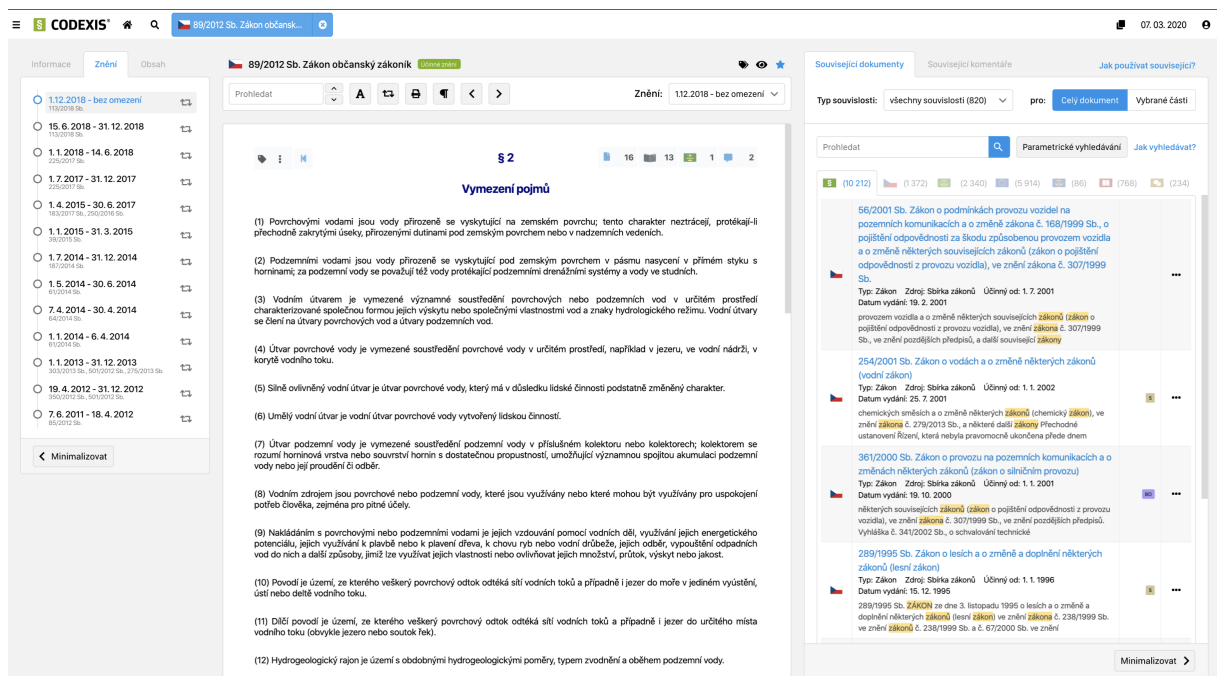 CODEXIS®
89/2012 Sb. Zákon občansk...
07. 03. 2020
Informace Znění Obsah
1.12.2018 - bez omezení
113/2018 Sb.
15. 6. 2018 - 31. 12. 2018
113/2018 Sb.
1. 1. 2018 - 14. 6. 2018
225/2017 Sb.
1. 7. 2017 - 31. 12. 2017
225/2017 Sb.
1. 4. 2015 - 30. 6. 2017
183/2017 Sb., 250/2016 Sb.
1. 1. 2015 - 31. 3. 2015
39/2015 Sb.
1. 7. 2014 - 31. 12. 2014
187/2014 Sb.
1. 5. 2014 - 30. 6. 2014
61/2014 Sb.
7. 4. 2014 - 30. 4. 2014
64/2014 Sb.
1. 1. 2014 - 6. 4. 2014
61/2014 Sb.
1. 1. 2013 - 31. 12. 2013
303/2013 Sb., 501/2012 Sb., 275/2013 Sb.
19. 4. 2012 - 31. 12. 2012
350/2012 Sb., 501/2012 Sb.
7. 6. 2011 - 18. 4. 2012
85/2012 Sb.
Minimalizovat
89/2012 Sb. Zákon občanský zákoník Účinné znění
Prohledat A ¶ Znění: 1.12.2018 - bez omezení
§ 2 16 13 1 2
Vymezení pojmů
(1) Povrchovými vodami jsou vody přirozeně se vyskytující na zemském povrchu; tento charakter neztrácejí, protékají-li
přechodně zakrytými úseky, přirozenými dutinami pod zemským povrchem nebo v nadzemních vedeních.
(2) Podzemními vodami jsou vody přirozeně se vyskytující pod zemským povrchem v pásmu nasycení v přímém styku s
horninami; za podzemní vody se považují též vody protékající podzemními drenážními systémy a vody ve studních.
(3) Vodním útvarem je vymezené významné soustředění povrchových nebo podzemních vod v určitém prostředí
charakterizované společnou formou jejich výskytu nebo společnými vlastnostmi vod a znaky hydrologického režimu. Vodní útvary
se člení na útvary povrchových vod a útvary podzemních vod.
(4) Útvar povrchové vody je vymezené soustředění povrchové vody v určitém prostředí, například v jezeru, ve vodní nádrži, v
korytě vodního toku.
(5) Silně ovlivněný vodní útvar je útvar povrchové vody, který má v důsledku lidské činnosti podstatně změněný charakter.
(6) Umělý vodní útvar je vodní útvar povrchové vody vytvořený lidskou činností.
(7) Útvar podzemní vody je vymezené soustředění podzemní vody v příslušném kolektoru nebo kolektorech; kolektorem se
rozumí horninová vrstva nebo souvrství hornin s dostatečnou propustností, umožňující významnou spojitou akumulaci podzemní
vody nebo její proudění či odběr.
(8) Vodním zdrojem jsou povrchové nebo podzemní vody, které jsou využívány nebo které mohou být využívány pro uspokojení
potřeb člověka, zejména pro pitné účely.
(9) Nakládáním s povrchovými nebo podzemními vodami je jejich vzdouvání pomocí vodních děl, využívání jejich energetického
potenciálu, jejich využívání k plavbě nebo k plavení dřeva, k chovu ryb nebo vodní drůbeže, jejich odběr, vypouštění odpadních
vod do nich a další způsoby, jimiž lze využívat jejich vlastnosti nebo ovlivňovat jejich množství, průtok, výskyt nebo jakost.
(10) Povodí je území, ze kterého veškerý povrchový odtok odtéká sítí vodních toků a případně i jezer do moře v jediném vyústění,
ústí nebo deltě vodního toku.
(11) Dílčí povodí je území, ze kterého veškerý povrchový odtok odtéká sítí vodních toků a případně i jezer do určitého místa
vodního toku (obvykle jezero nebo soutok řek).
(12) Hydrogeologický rajon je území s obdobnými hydrogeologickými poměry, typem zvodnění a oběhem podzemní vody.
Související dokumenty Související komentáře Jak používat související?
Typ souvislosti: všechny souvislosti (820) pro: Celý dokument Vybrané části
Prohledat Parametrické vyhledávání Jak vyhledávat?
§ (10 212) (1 372) (2 340) (5 914) (86) (768) (234)
56/2001 Sb. Zákon o podmínkách provozu vozidel na
pozemních komunikacích a o změně zákona č. 168/1999 Sb., o
pojištění odpovědnosti za škodu způsobenou provozem vozidla
a o změně některých souvisejících zákonů (zákon o pojištění
odpovědnosti z provozu vozidla), ve znění zákona č. 307/1999
Sb.
Typ: Zákon Zdroj: Sbírka zákonů Účinný od: 1. 7. 2001
Datum vydání: 19. 2. 2001
provozem vozidla a o změně některých souvisejících zákonů (zákon o
pojištění odpovědnosti z provozu vozidla), ve znění zákona č. 307/1999
Sb., ve znění pozdějších předpisů, a další související zákony
254/2001 Sb. Zákon o vodách a o změně některých zákonů
(vodní zákon)
Typ: Zákon Zdroj: Sbírka zákonů Účinný od: 1. 1. 2002
Datum vydání: 25. 7. 2001
S
chemických směsích a o změně některých zákonů (chemický zákon), ve
znění zákona č. 279/2013 Sb., a některé další zákony Přechodné
ustanovení Řízení, která nebyla pravomocně ukončena přede dnem
361/2000 Sb. Zákon o provozu na pozemních komunikacích a o
změnách některých zákonů (zákon o silničním provozu)
Typ: Zákon Zdroj: Sbírka zákonů Účinný od: 1. 1. 2001
Datum vydání: 19. 10. 2000
některých souvisejících zákonů (zákon o pojištění odpovědnosti z provozu
vozidla), ve znění zákona č. 307/1999 Sb., ve znění pozdějších předpisů.
Vyhláška č. 341/2002 Sb., o schvalování technické
289/1995 Sb. Zákon o lesích a o změně a doplnění některých
zákonů (lesní zákon)
Typ: Zákon Zdroj: Sbírka zákonů Účinný od: 1. 1. 1996
Datum vydání: 15. 12. 1995
S
289/1995 Sb. ZÁKON ze dne 3. listopadu 1995 o lesích a o změně a
doplnění některých zákonů (lesní zákon) ve znění zákona č. 238/1999 Sb.
ve znění zákonů č. 238/1999 Sb. a č. 67/2000 Sb. ve znění
Minimalizovat